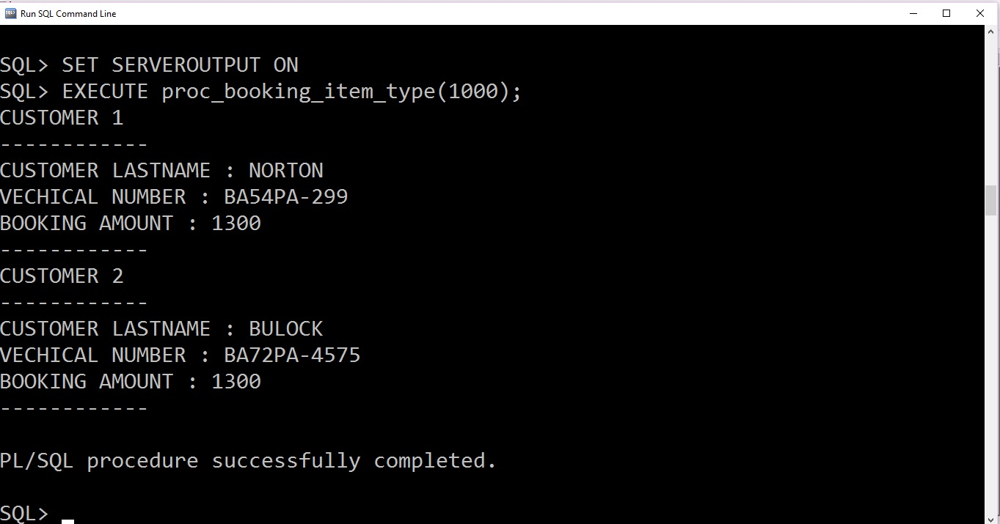 Run SQL Command Line
SQL> SET SERVEROUTPUT ON
SQL> EXECUTE proc_booking_item_type(1000);
CUSTOMER 1
------------
CUSTOMER LASTNAME : NORTON
VECHICAL NUMBER : BA54PA-299
BOOKING AMOUNT : 1300
------------
CUSTOMER 2
------------
CUSTOMER LASTNAME : BULOCK
VECHICAL NUMBER : BA72PA-4575
BOOKING AMOUNT : 1300
------------
PL/SQL procedure successfully completed.
SQL>